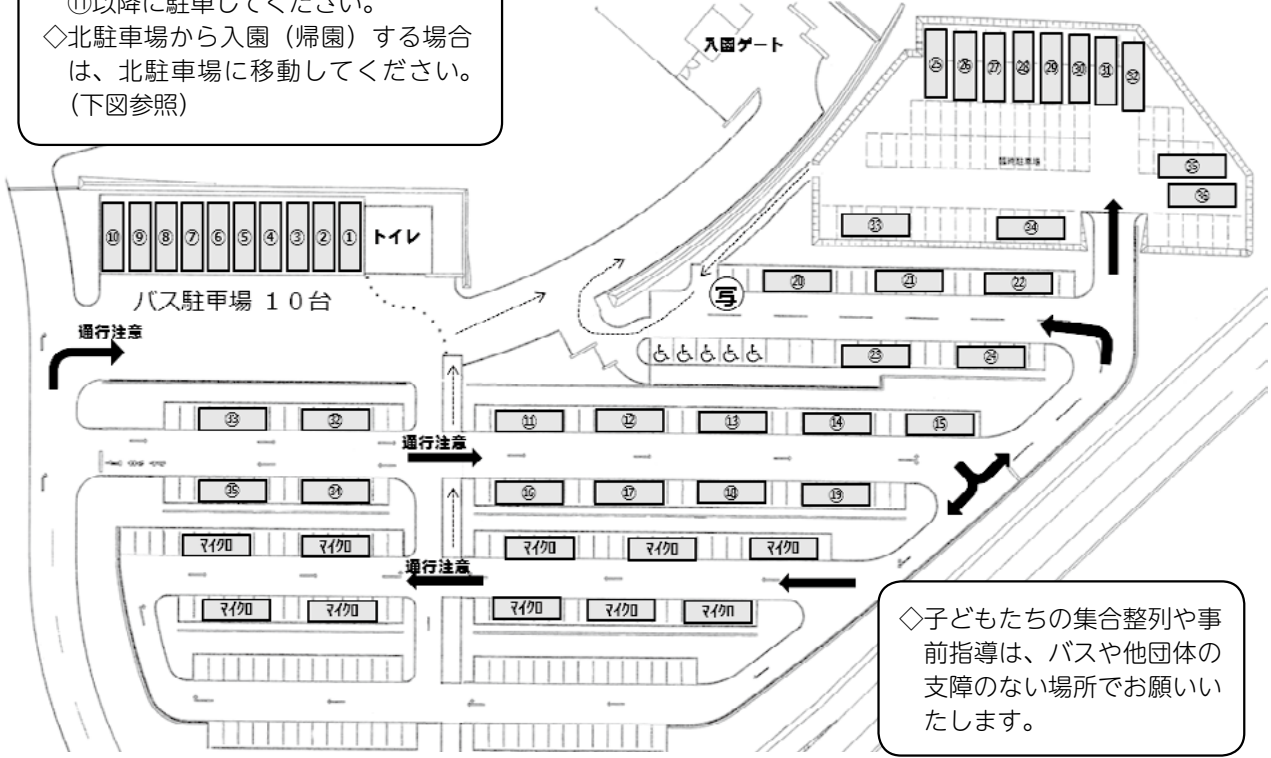 ⑪以降に駐車してください。
◇北駐車場から入園（帰園）する場合
は、北駐車場に移動してください。
（下図参照）
入園ゲート
㉕ ㉖ ㉗ ㉘ ㉙ ㉚ ㉛ ㉜
臨時駐車場
㉟
㊱
㉝ ㉞
⑩ ⑨ ⑧ ⑦ ⑥ ⑤ ④ ③ ② ① トイレ
写 ⑳ ㉑ ㉒
バス駐車場 １０台
通行注意
㉓ ㉔
㉝ ㉜ ⑪ ⑫ ⑬ ⑭ ⑮
通行注意
㉟ ⑯ ⑰ ⑱ ⑲
マイクロ マイクロ マイクロ マイクロ マイクロ
通行注意
マイクロ マイクロ マイクロ マイクロ マイクロ
◇子どもたちの集合整列や事
前指導は、バスや他団体の
支障のない場所でお願いい
たします。